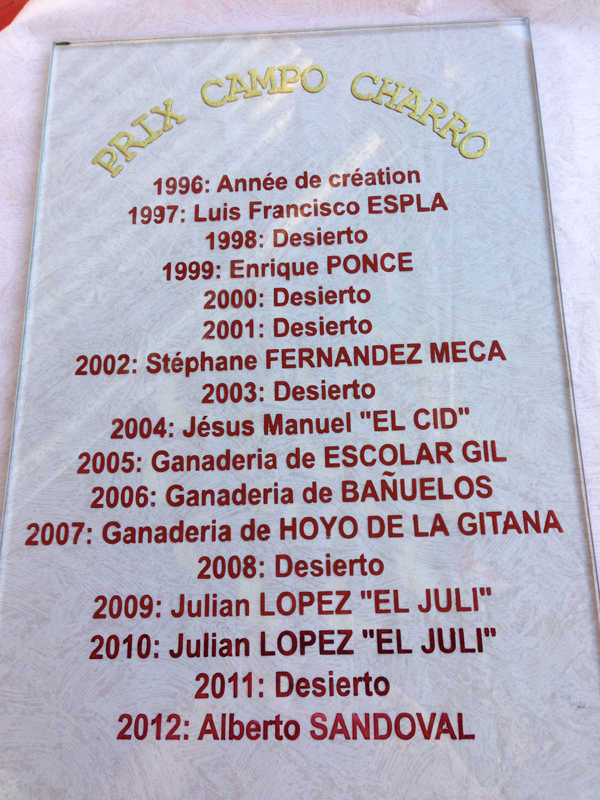 PRIX CAMPO CHARRO
1996: Année de création
1997: Luis Francisco ESPLA
1998: Desierto
1999: Enrique PONCE
2000: Desierto
2001: Desierto
2002: Stéphane FERNANDEZ MECA
2003: Desierto
2004: Jésus Manuel "EL CID"
2005: Ganaderia de ESCOLAR GIL
2006: Ganaderia de BAÑUELOS
2007: Ganaderia de HOYO DE LA GITANA
2008: Desierto
2009: Julian LOPEZ "EL JULI"
2010: Julian LOPEZ "EL JULI"
2011: Desierto
2012: Alberto SANDOVAL